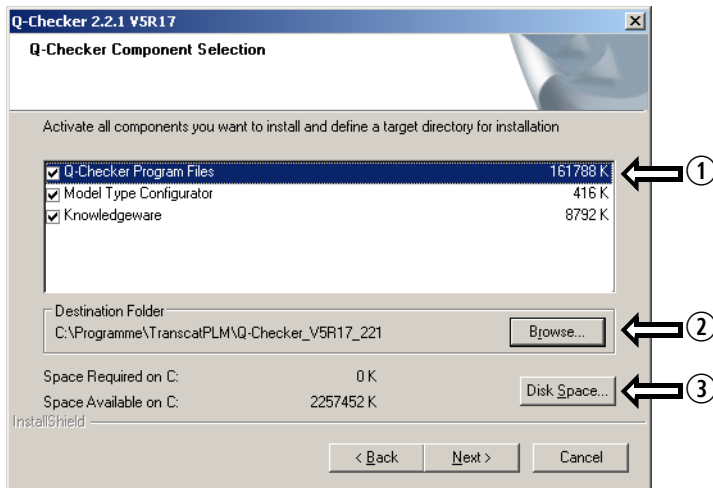 Q-Checker 2.2.1 V5R17
Q-Checker Component Selection
Activate all components you want to install and define a target directory for installation
Q-Checker Program Files 161788 K
Model Type Configurator 416 K
Knowledgeware 8792 K
1
Destination Folder
C:\Programme\TranscatPLM\Q-Checker_V5R17_221 Browse...
2
Space Required on C: 0 K
Disk Space...
3
Space Available on C: 2257452 K
InstallShield
< Back Next > Cancel